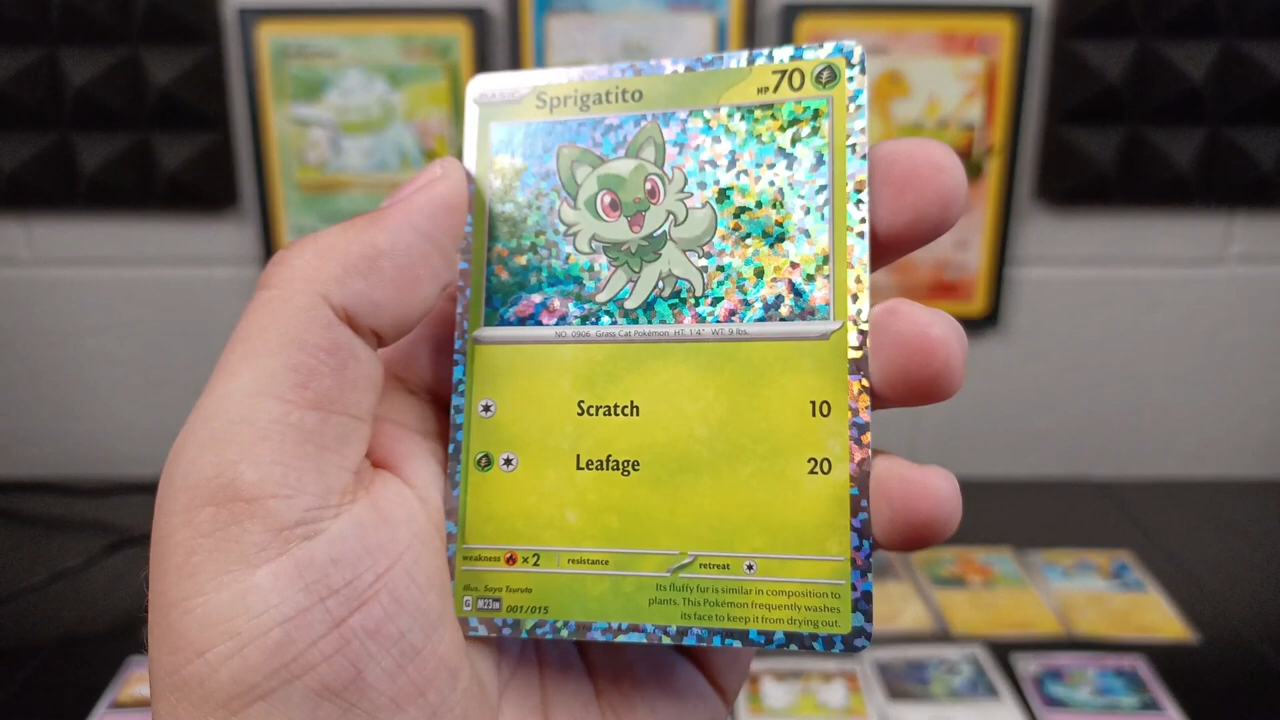 BASIC Sprigatito HP 70
NO 0906 Grass Cat Pokémon HT: 1'4" WT: 9 lbs.
Scratch 10
Leafage 20
weakness ×2 resistance retreat
Illus. Saya Tsuruta
G M23 EN 001/015
Its fluffy fur is similar in composition to
plants. This Pokémon frequently washes
its face to keep it from drying out.